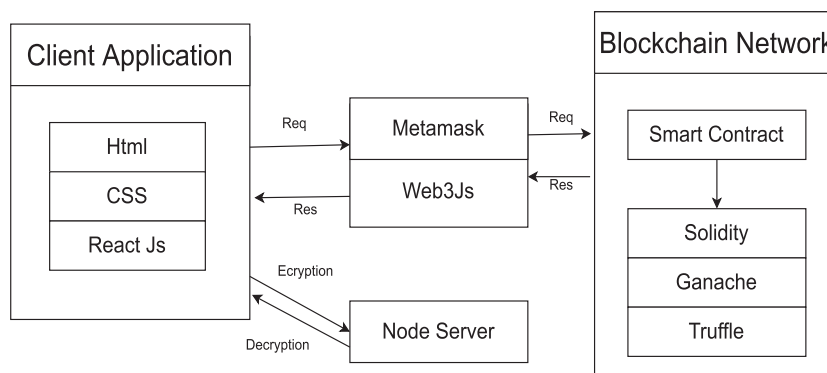 Client Application
Html
CSS
React Js
Req
Res
Metamask
Web3Js
Req
Res
Ecryption
Decryption
Node Server
Blockchain Network
Smart Contract
Solidity
Ganache
Truffle